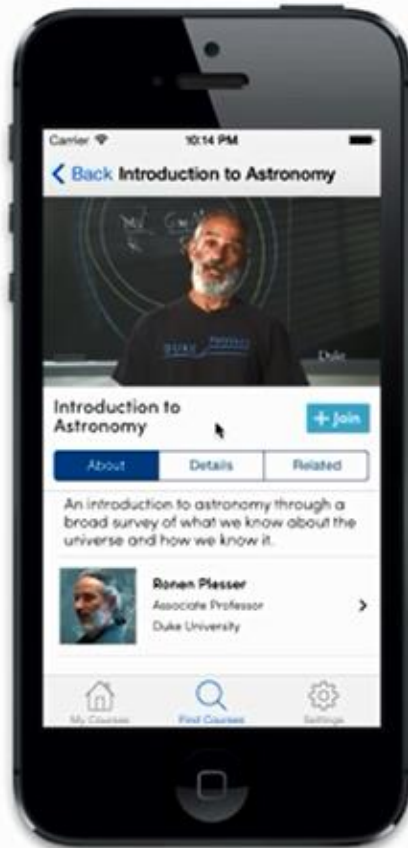 Carrier 10:14 PM
Back Introduction to Astronomy
DUKE PHYSICS
Duke
Introduction to
Astronomy
+ Join
About Details Related
An introduction to astronomy through a
broad survey of what we know about the
universe and how we know it.
Ronen Plesser
Associate Professor
Duke University
My Courses Find Courses Settings